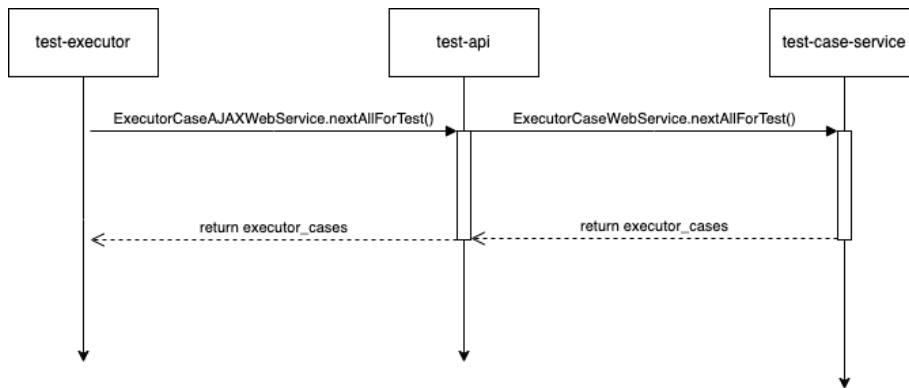 test-executor
test-api
test-case-service
ExecutorCaseAJAXWebService.nextAllForTest()
ExecutorCaseWebService.nextAllForTest()
return executor_cases
return executor_cases